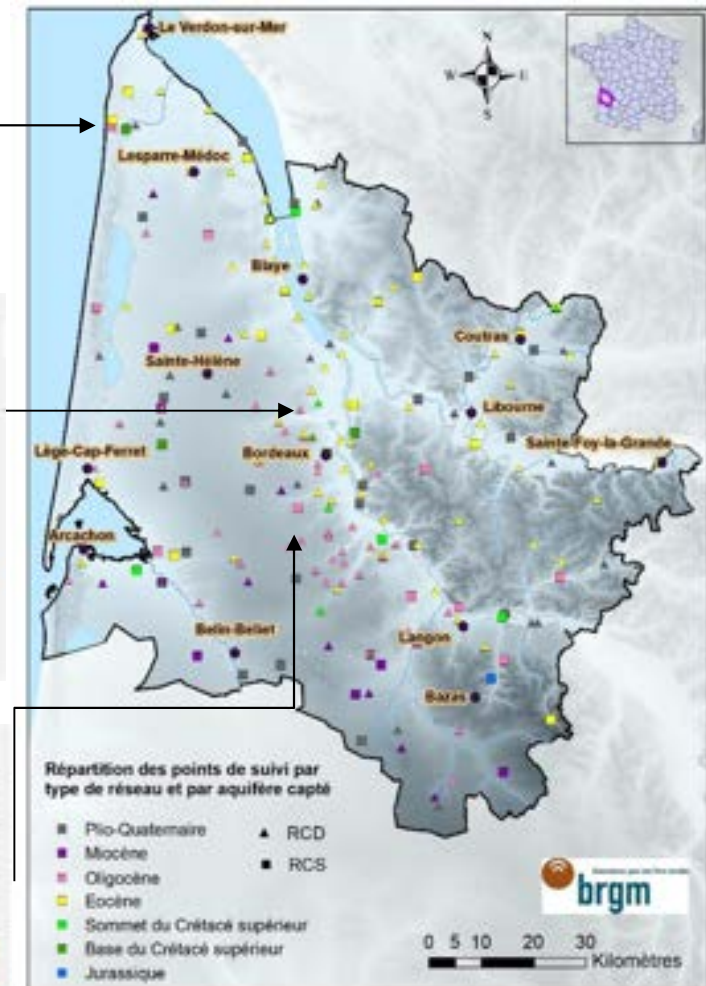 Le Verdon-sur-Mer
N
W E
S
Lesparre-Médoc
Blaye
Coutras
Sainte-Hélène
Libourne
Sainte-Foy-la-Grande
Lège-Cap-Ferret
Bordeaux
Arcachon
Belin-Beliet
Langon
Bazas
Répartition des points de suivi par
type de réseau et par aquifère capté
Plio-Quaternaire
Miocène
Oligocène
Eocène
Sommet du Crétacé supérieur
Base du Crétacé supérieur
Jurassique
RCD
RCS
brgm
0 5 10 20 30
Kilomètres